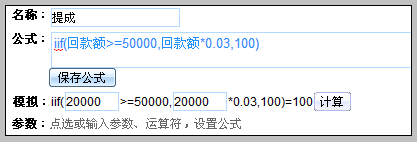 名称： 提成
公式： iif(回款额>=50000,回款额*0.03,100)
保存公式
模拟： iif(20000 >=50000,20000 *0.03,100)=100 计算
参数： 点选或输入参数、运算符，设置公式